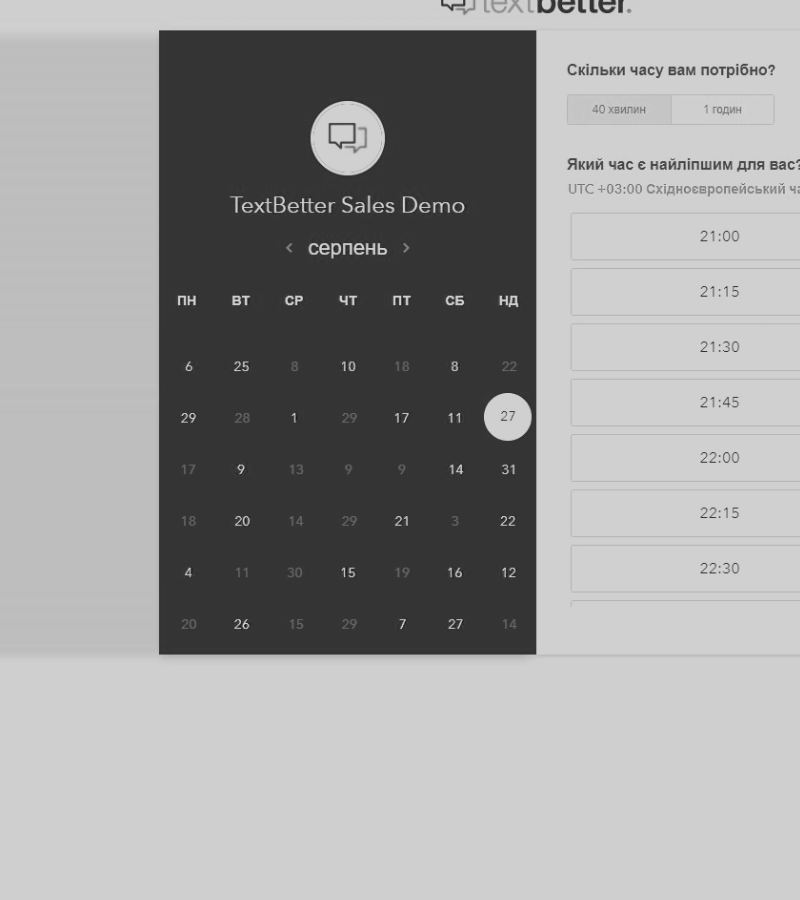 textbetter.
TextBetter Sales Demo
серпень
ПН ВТ СР ЧТ ПТ СБ НД
6 25 8 10 18 8 22
29 28 1 29 17 11 27
17 9 13 9 9 14 31
18 20 14 29 21 3 22
4 11 30 15 19 16 12
20 26 15 29 7 27 14
Скільки часу вам потрібно?
40 хвилин 1 годин
Який час є найліпшим для вас?
UTC +03:00 Східноєвропейський ча
21:00
21:15
21:30
21:45
22:00
22:15
22:30